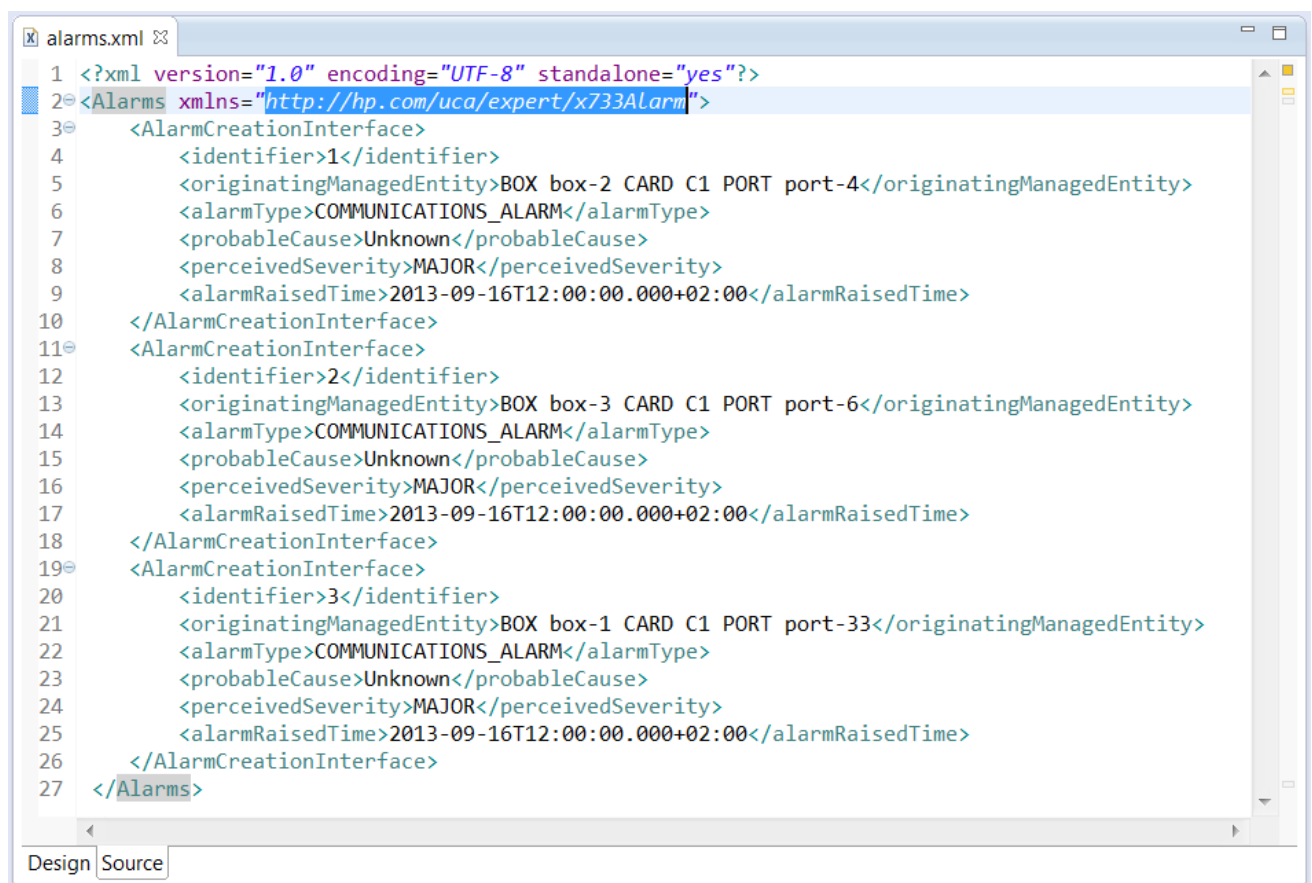 alarms.xml
1 <?xml version="1.0" encoding="UTF-8" standalone="yes"?>
2 <Alarms xmlns="http://hp.com/uca/expert/x733Alarm">
3 <AlarmCreationInterface>
4 <identifier>1</identifier>
5 <originatingManagedEntity>BOX box-2 CARD C1 PORT port-4</originatingManagedEntity>
6 <alarmType>COMMUNICATIONS_ALARM</alarmType>
7 <probableCause>Unknown</probableCause>
8 <perceivedSeverity>MAJOR</perceivedSeverity>
9 <alarmRaisedTime>2013-09-16T12:00:00.000+02:00</alarmRaisedTime>
10 </AlarmCreationInterface>
11 <AlarmCreationInterface>
12 <identifier>2</identifier>
13 <originatingManagedEntity>BOX box-3 CARD C1 PORT port-6</originatingManagedEntity>
14 <alarmType>COMMUNICATIONS_ALARM</alarmType>
15 <probableCause>Unknown</probableCause>
16 <perceivedSeverity>MAJOR</perceivedSeverity>
17 <alarmRaisedTime>2013-09-16T12:00:00.000+02:00</alarmRaisedTime>
18 </AlarmCreationInterface>
19 <AlarmCreationInterface>
20 <identifier>3</identifier>
21 <originatingManagedEntity>BOX box-1 CARD C1 PORT port-33</originatingManagedEntity>
22 <alarmType>COMMUNICATIONS_ALARM</alarmType>
23 <probableCause>Unknown</probableCause>
24 <perceivedSeverity>MAJOR</perceivedSeverity>
25 <alarmRaisedTime>2013-09-16T12:00:00.000+02:00</alarmRaisedTime>
26 </AlarmCreationInterface>
27 </Alarms>
Design Source